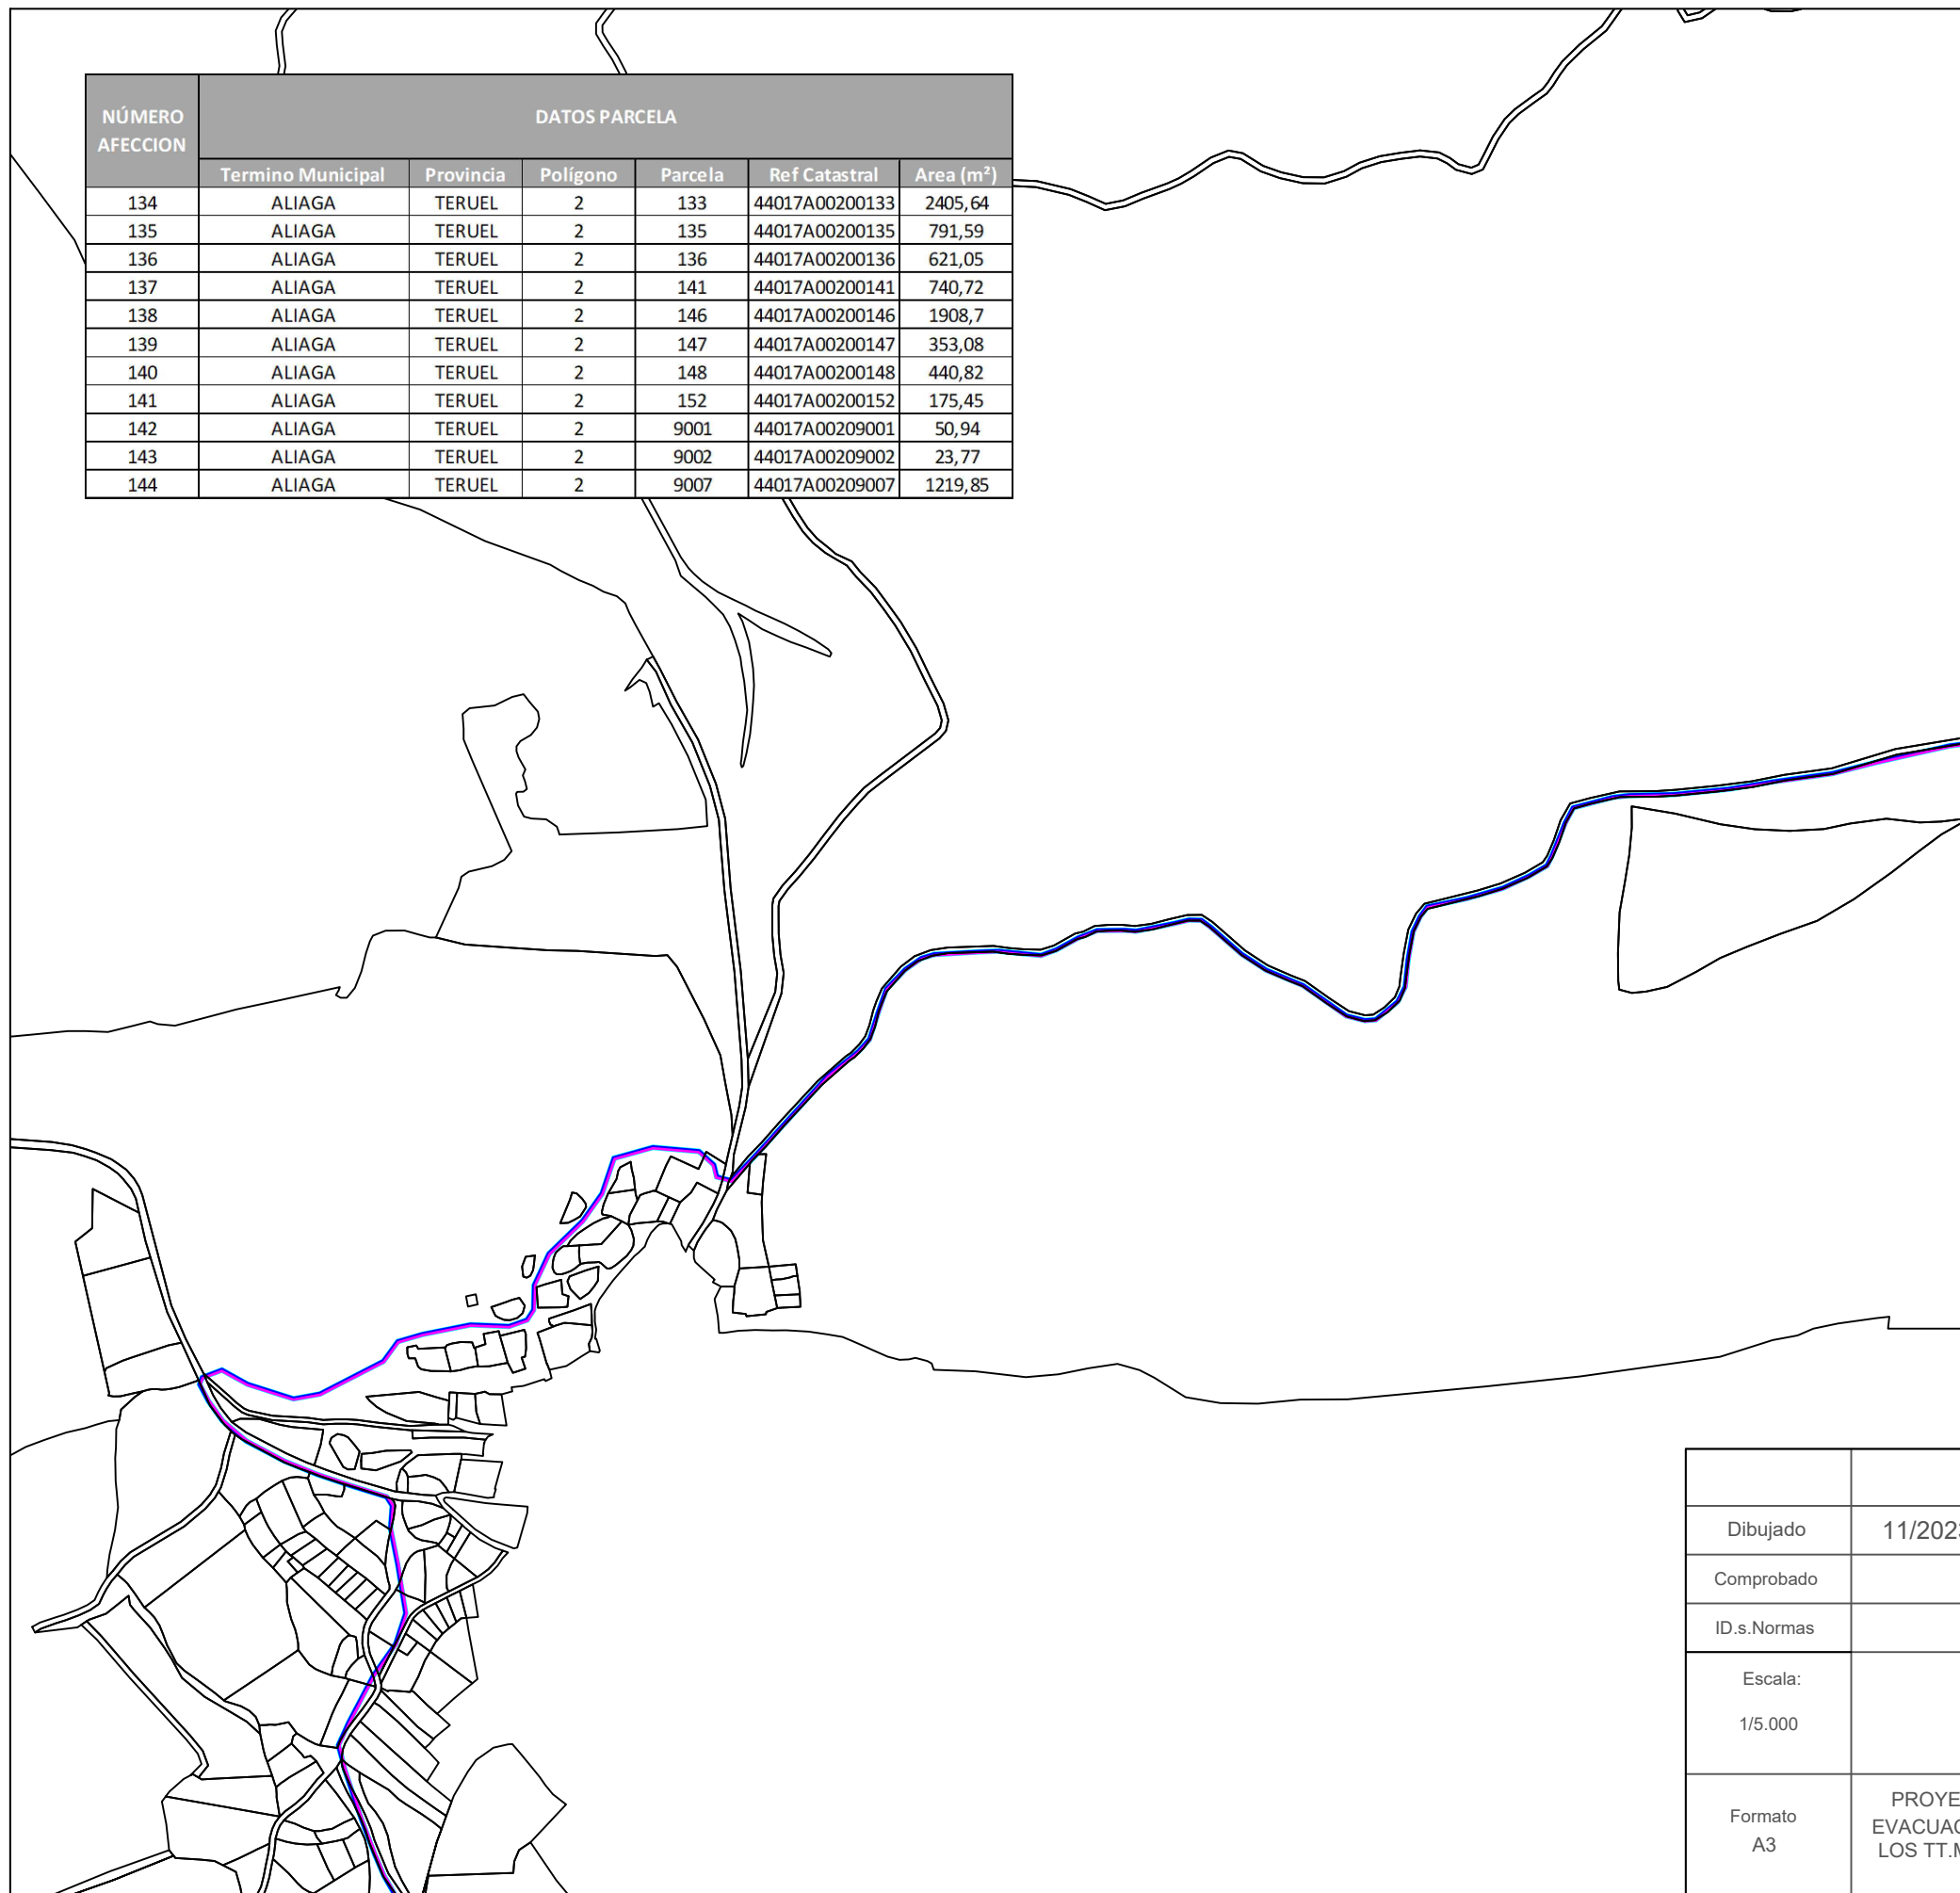 NÚMERO AFECCION DATOS PARCELA
Termino Municipal Provincia Polígono Parcela Ref Catastral Area (m²)
134 ALIAGA TERUEL 2 133 44017A00200133 2405,64
135 ALIAGA TERUEL 2 135 44017A00200135 791,59
136 ALIAGA TERUEL 2 136 44017A00200136 621,05
137 ALIAGA TERUEL 2 141 44017A00200141 740,72
138 ALIAGA TERUEL 2 146 44017A00200146 1908,7
139 ALIAGA TERUEL 2 147 44017A00200147 353,08
140 ALIAGA TERUEL 2 148 44017A00200148 440,82
141 ALIAGA TERUEL 2 152 44017A00200152 175,45
142 ALIAGA TERUEL 2 9001 44017A00209001 50,94
143 ALIAGA TERUEL 2 9002 44017A00209002 23,77
144 ALIAGA TERUEL 2 9007 44017A00209007 1219,85
Dibujado
Comprobado
ID.s.Normas
Escala:
1/5.000
Formato
A3
LOS